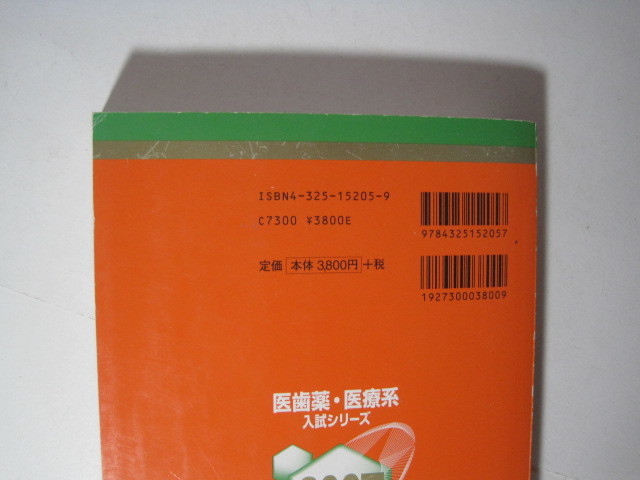 ISBN4-325-15205-9
C7300 ¥3800E
9784325152057
定価 本体 3,800円 +税
1927300038009
医歯薬・医療系
入試シリーズ